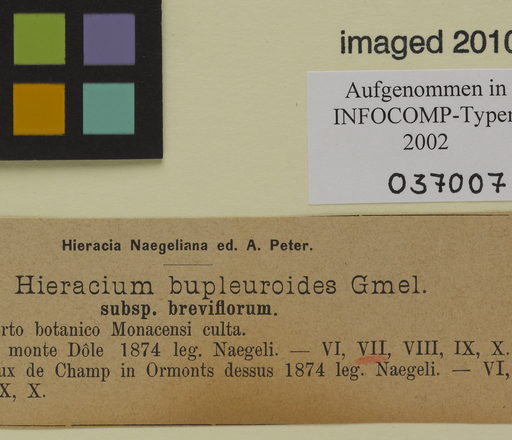 imaged 2010
Aufgenommen in
INFOCOMP-Typen
2002
037007
Hieracia Naegeliana ed. A. Peter.
Hieracium bupleuroides Gmel.
subsp. breviflorum.
rto botanico Monacensi culta.
monte Dôle 1874 leg. Naegeli. — VI, VII, VIII, IX, X.
ux de Champ in Ormonts dessus 1874 leg. Naegeli. — VI,
X, X.